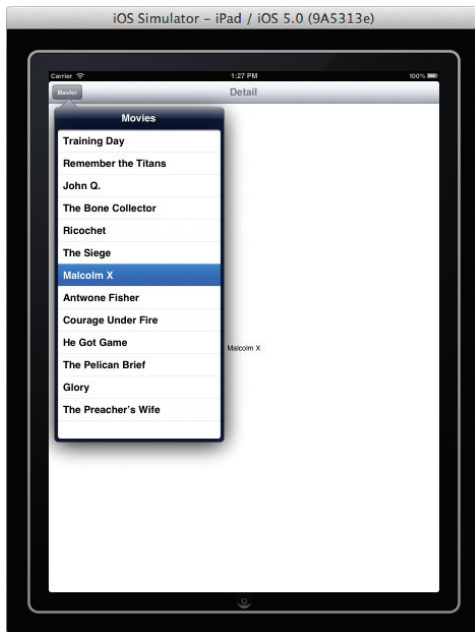 iOS Simulator – iPad / iOS 5.0 (9A5313e)
Carrier 1:27 PM 100%
Master Detail
Movies
Training Day
Remember the Titans
John Q.
The Bone Collector
Ricochet
The Siege
Malcolm X
Antwone Fisher
Courage Under Fire
He Got Game
Malcolm X
The Pelican Brief
Glory
The Preacher's Wife